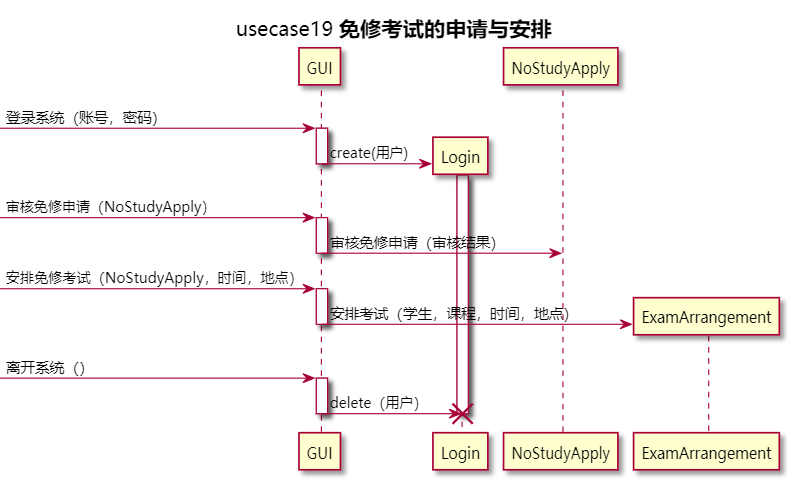 usecase19 免修考试的申请与安排
GUI
NoStudyApply
登录系统（账号，密码）
create(用户)
Login
审核免修申请（NoStudyApply）
审核免修申请（审核结果）
安排免修考试（NoStudyApply，时间，地点）
安排考试（学生，课程，时间，地点）
ExamArrangement
离开系统（）
delete（用户）
GUI
Login
NoStudyApply
ExamArrangement